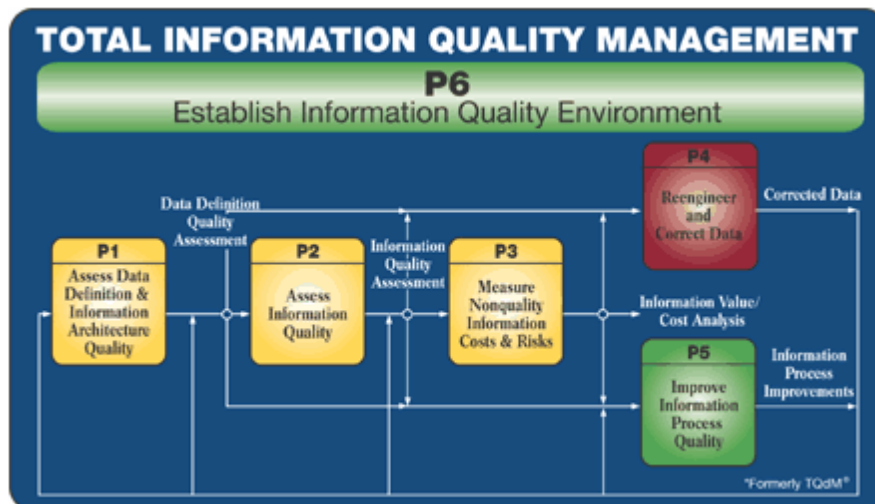 TOTAL INFORMATION QUALITY MANAGEMENT
P6
Establish Information Quality Environment
P4
Reengineer
and
Correct Data
Corrected Data
Data Definition
Quality
Assessment
P1
Assess Data
Definition &
Information
Architecture
Quality
P2
Assess
Information
Quality
Information
Quality
Assessment
P3
Measure
Nonquality
Information
Costs & Risks
Information Value/
Cost Analysis
P5
Improve
Information
Process
Quality
Information
Process
Improvements
*Formerly TQdM®